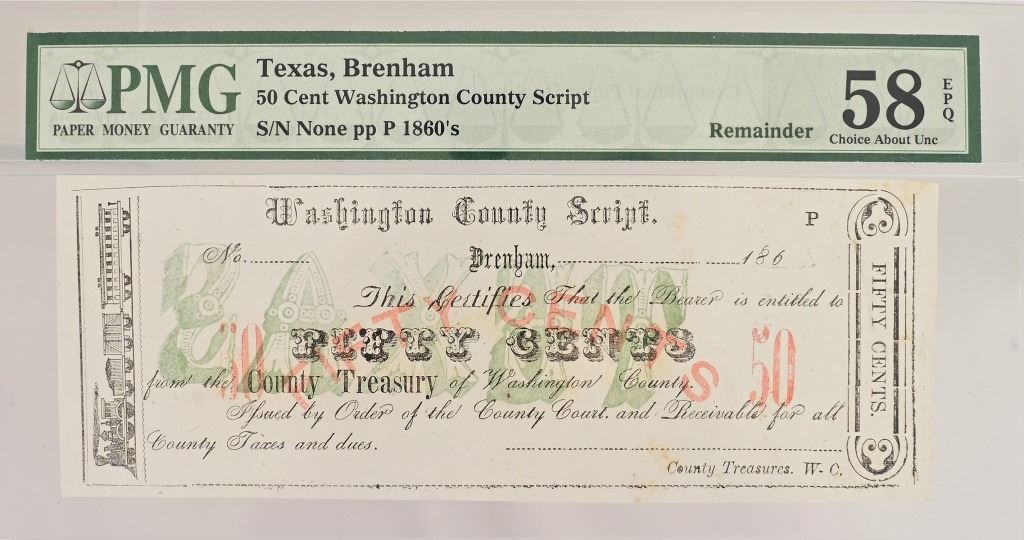 PMG
PAPER MONEY GUARANTY
Texas, Brenham
50 Cent Washington County Script
S/N None pp P 1860's
Remainder
58
EPQ
Choice About Unc
Washington County Script.
P
No.
Brenham, 186
This Certifies That the Bearer is entitled to
FIFTY CENTS
50 FIFTY CENTS 50
from the County Treasury of Washington County.
Issued by Order of the County Court. and Receivable for all
County Taxes and dues.
County Treasures. W-C.
FIFTY CENTS.